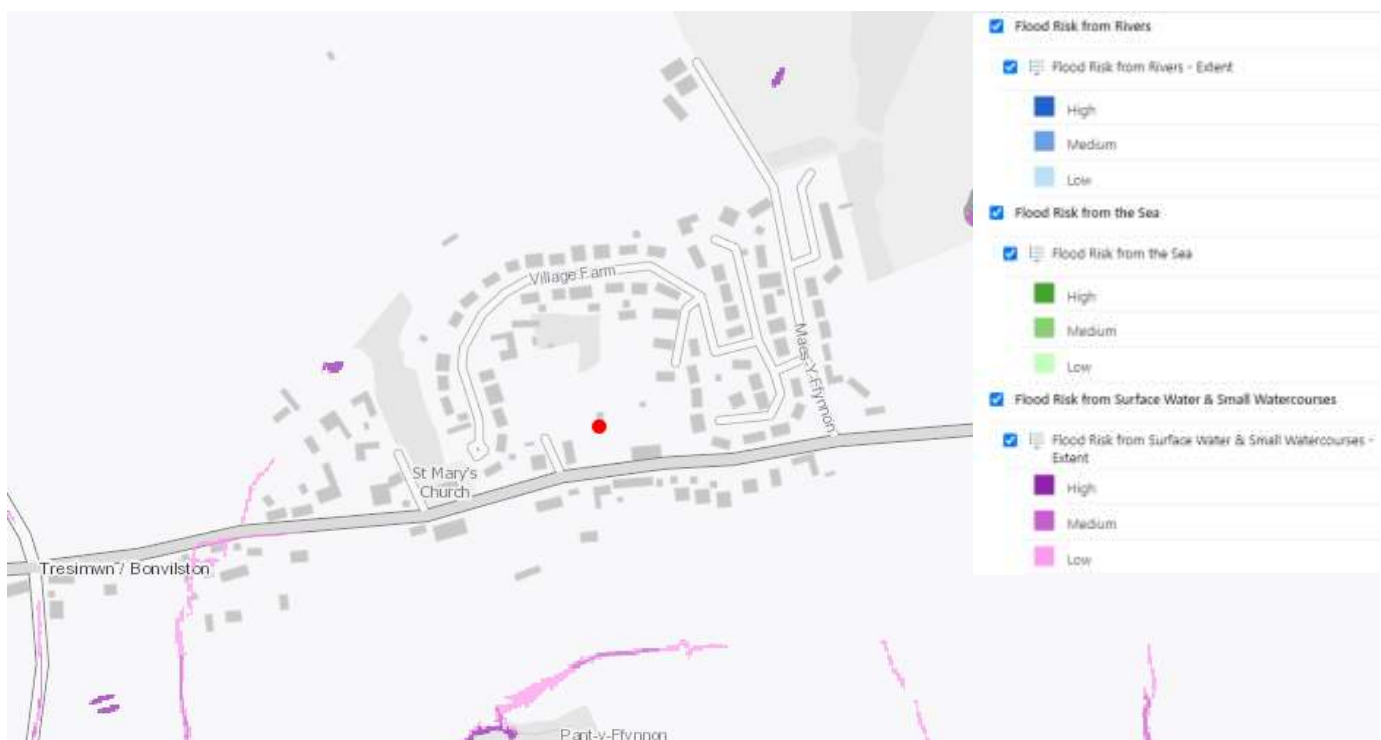 Village Farm
Maes-Y-Ffynnon
St Mary's
Church
Tresimwn / Bonvilston
Pant-y-Ffynnon
Flood Risk from Rivers
Flood Risk from Rivers - Extent
High
Medium
Low
Flood Risk from the Sea
Flood Risk from the Sea
High
Medium
Low
Flood Risk from Surface Water & Small Watercourses
Flood Risk from Surface Water & Small Watercourses -
Extent
High
Medium
Low